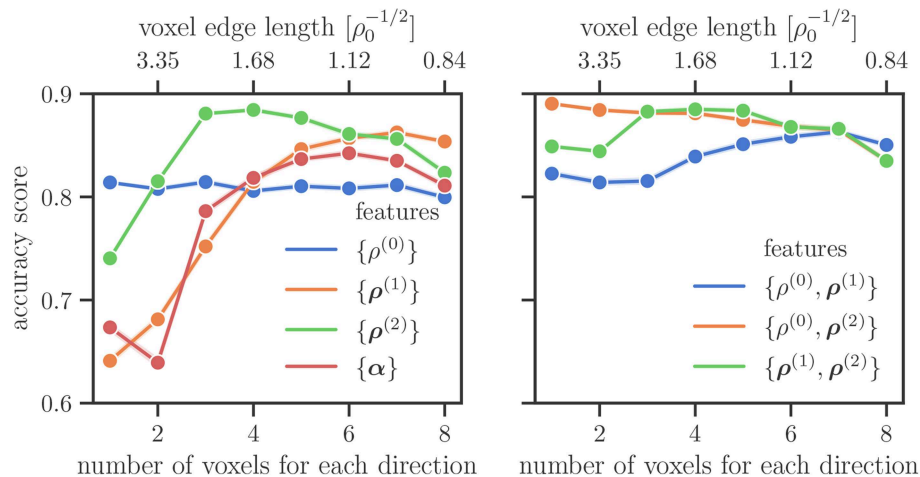 voxel edge length [ρ₀^{-1/2}]
3.35 1.68 1.12 0.84
0.9
0.8
0.7
0.6
accuracy score
features
{ρ^{(0)}}
{𝝆^{(1)}}
{𝝆^{(2)}}
{𝜶}
2 4 6 8
number of voxels for each direction
voxel edge length [ρ₀^{-1/2}]
3.35 1.68 1.12 0.84
features
{ρ^{(0)}, 𝝆^{(1)}}
{ρ^{(0)}, 𝝆^{(2)}}
{𝝆^{(1)}, 𝝆^{(2)}}
2 4 6 8
number of voxels for each direction